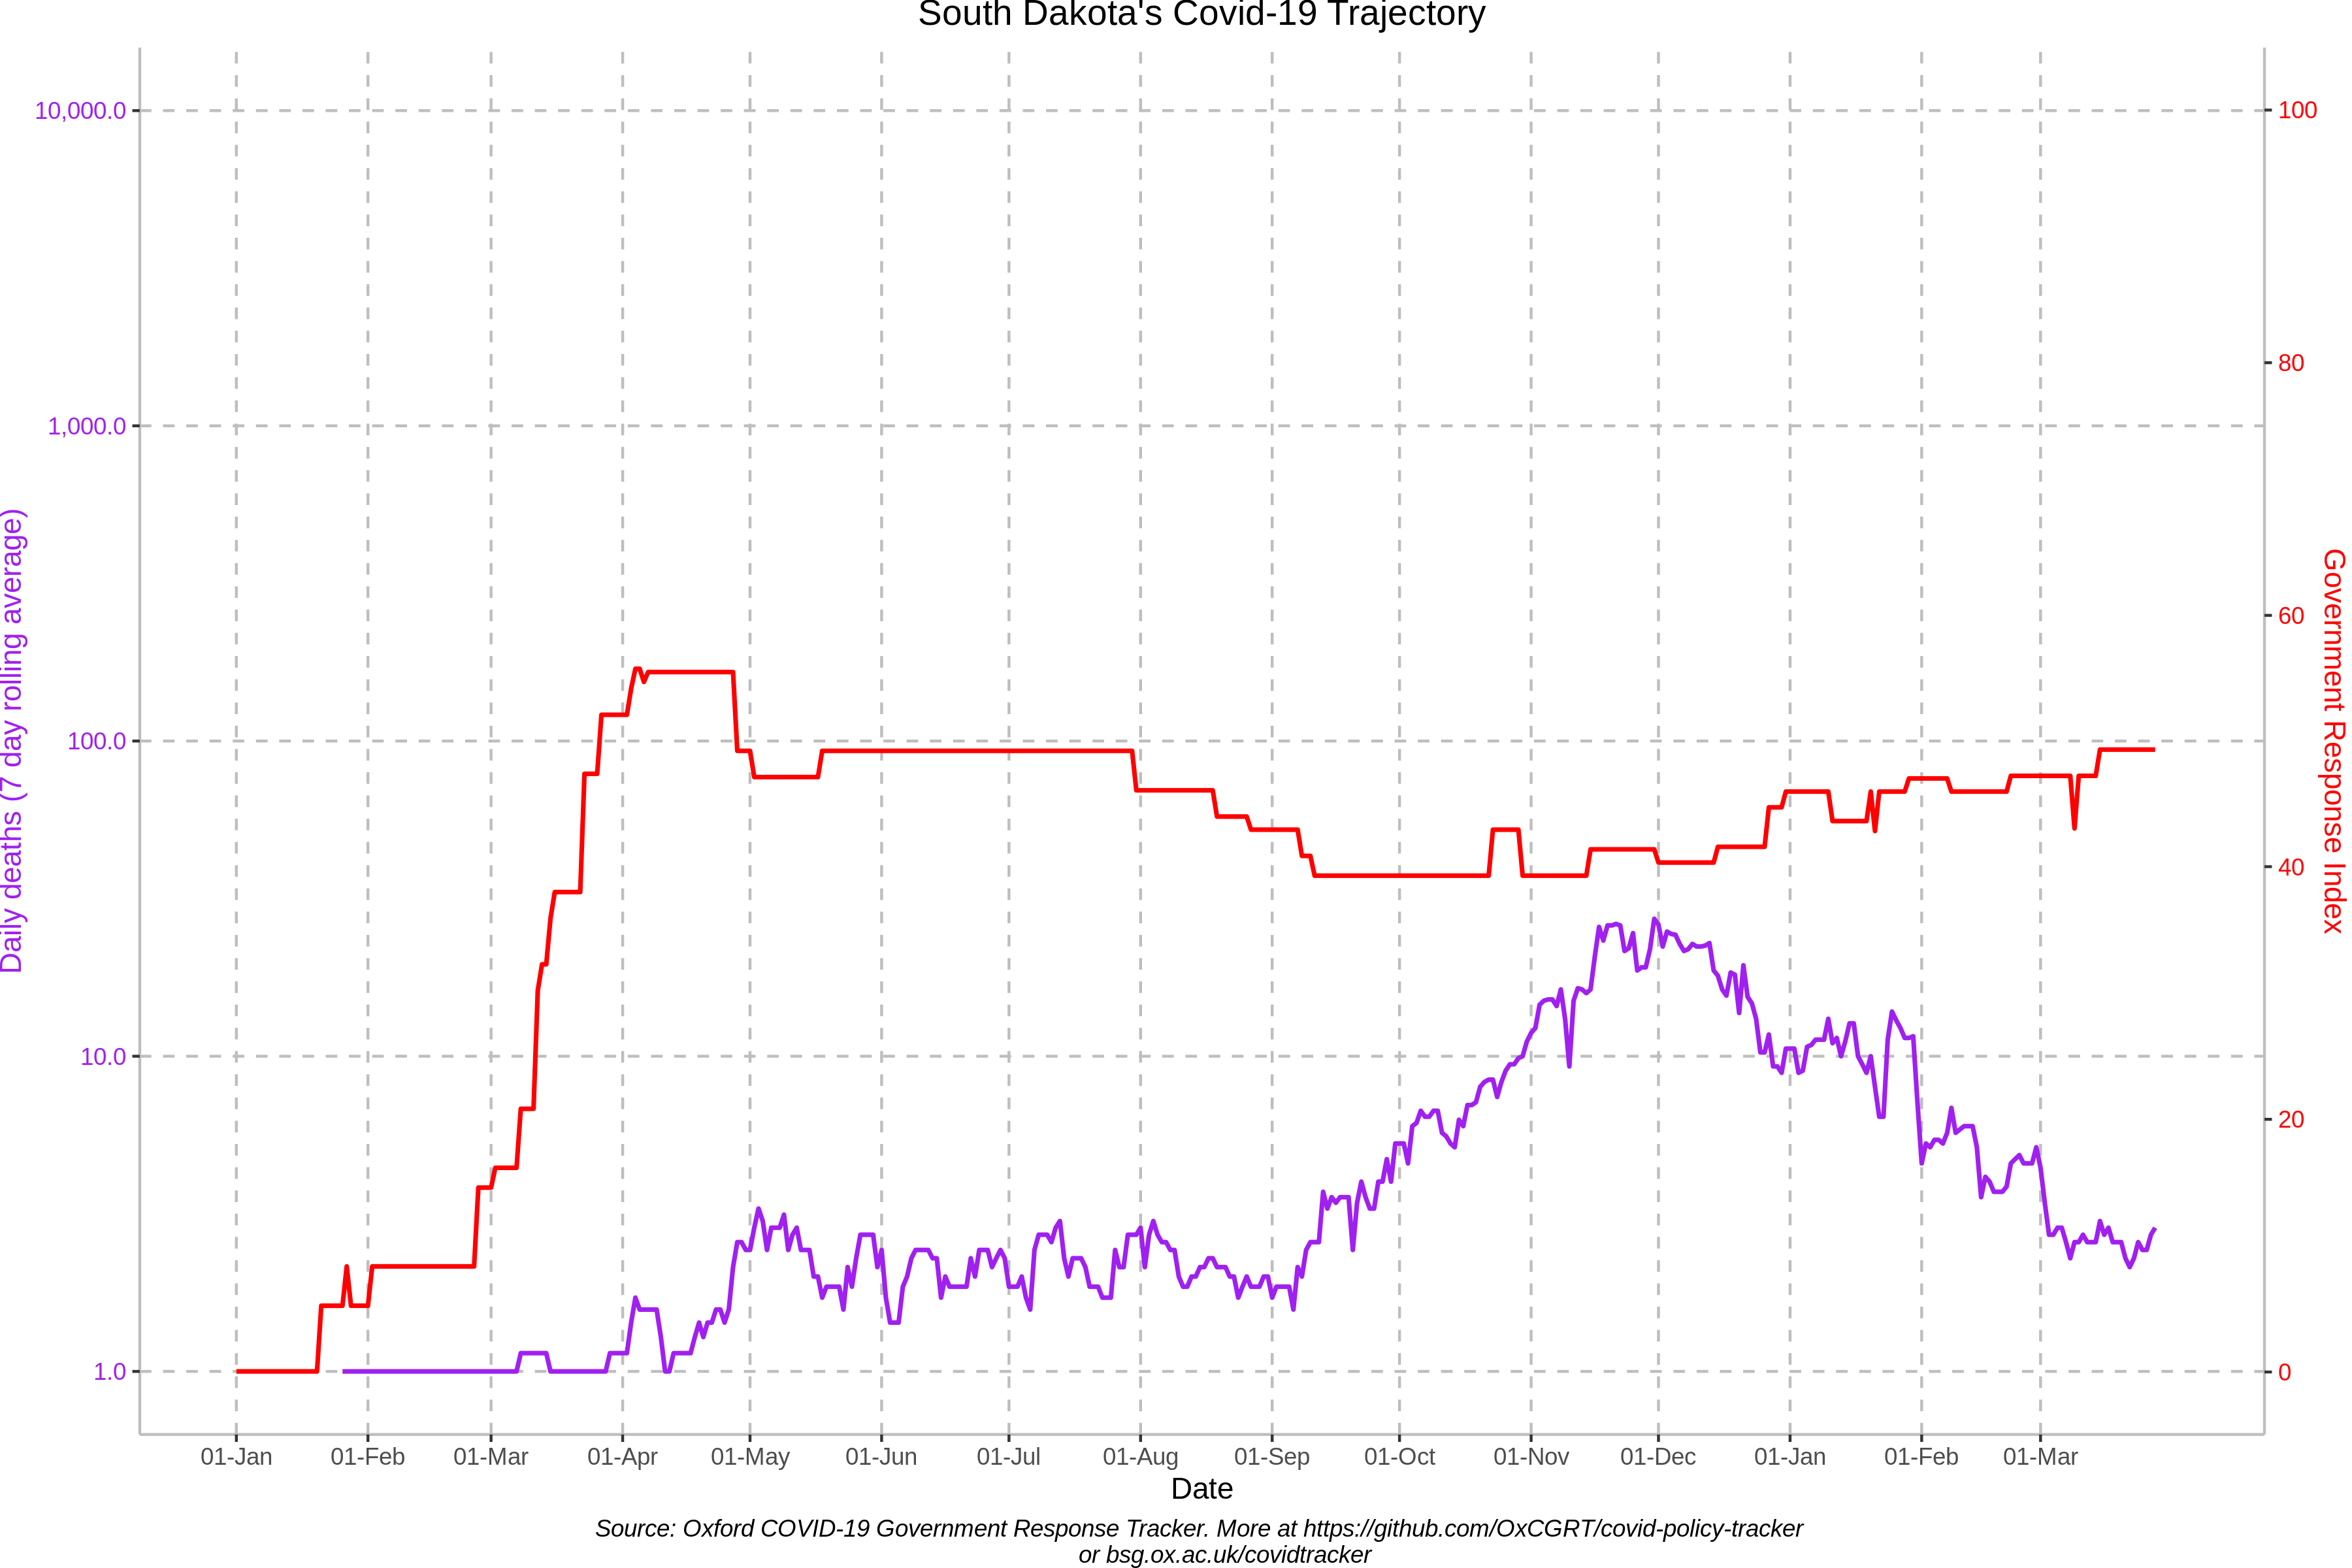 South Dakota's Covid-19 Trajectory
Daily deaths (7 day rolling average)
10,000.0
1,000.0
100.0
10.0
1.0
100
80
60
40
20
0
Government Response Index
01-Jan 01-Feb 01-Mar 01-Apr 01-May 01-Jun 01-Jul 01-Aug 01-Sep 01-Oct 01-Nov 01-Dec 01-Jan 01-Feb 01-Mar
Date
Source: Oxford COVID-19 Government Response Tracker. More at https://github.com/OxCGRT/covid-policy-tracker
or bsg.ox.ac.uk/covidtracker